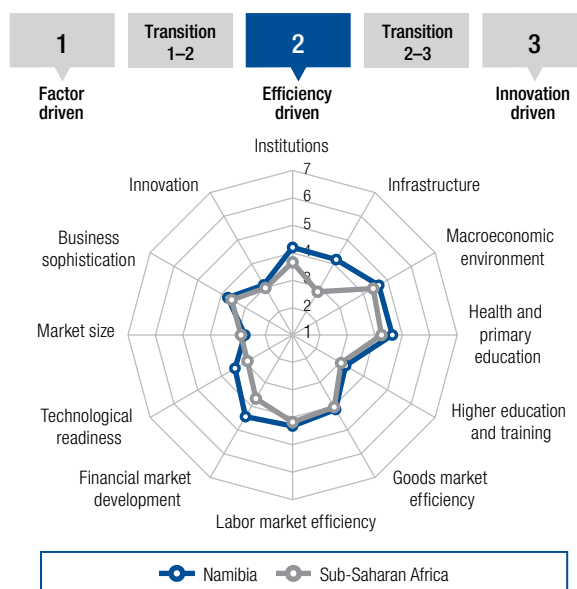 1
Transition
1–2
2
Transition
2–3
3
Factor
driven
Efficiency
driven
Innovation
driven
Institutions
7
6
5
4
3
2
1
Innovation
Infrastructure
Business
sophistication
Macroeconomic
environment
Market size
Health and
primary
education
Technological
readiness
Higher education
and training
Financial market
development
Goods market
efficiency
Labor market efficiency
Namibia
Sub-Saharan Africa